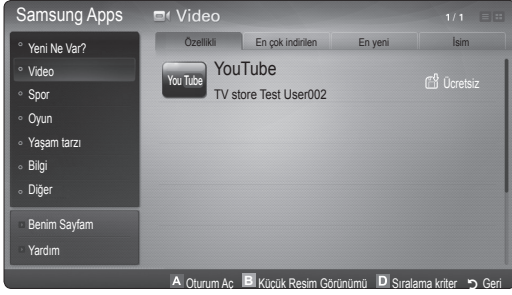 Samsung Apps
Video
1/1
Yeni Ne Var?
Video
Spor
Oyun
Yaşam tarzı
Bilgi
Diğer
Benim Sayfam
Yardım
Özellikli
En çok indirilen
En yeni
İsim
You Tube
YouTube
TV store Test User002
Ücretsiz
A Oturum Aç B Küçük Resim Görünümü D Sıralama kriter Geri